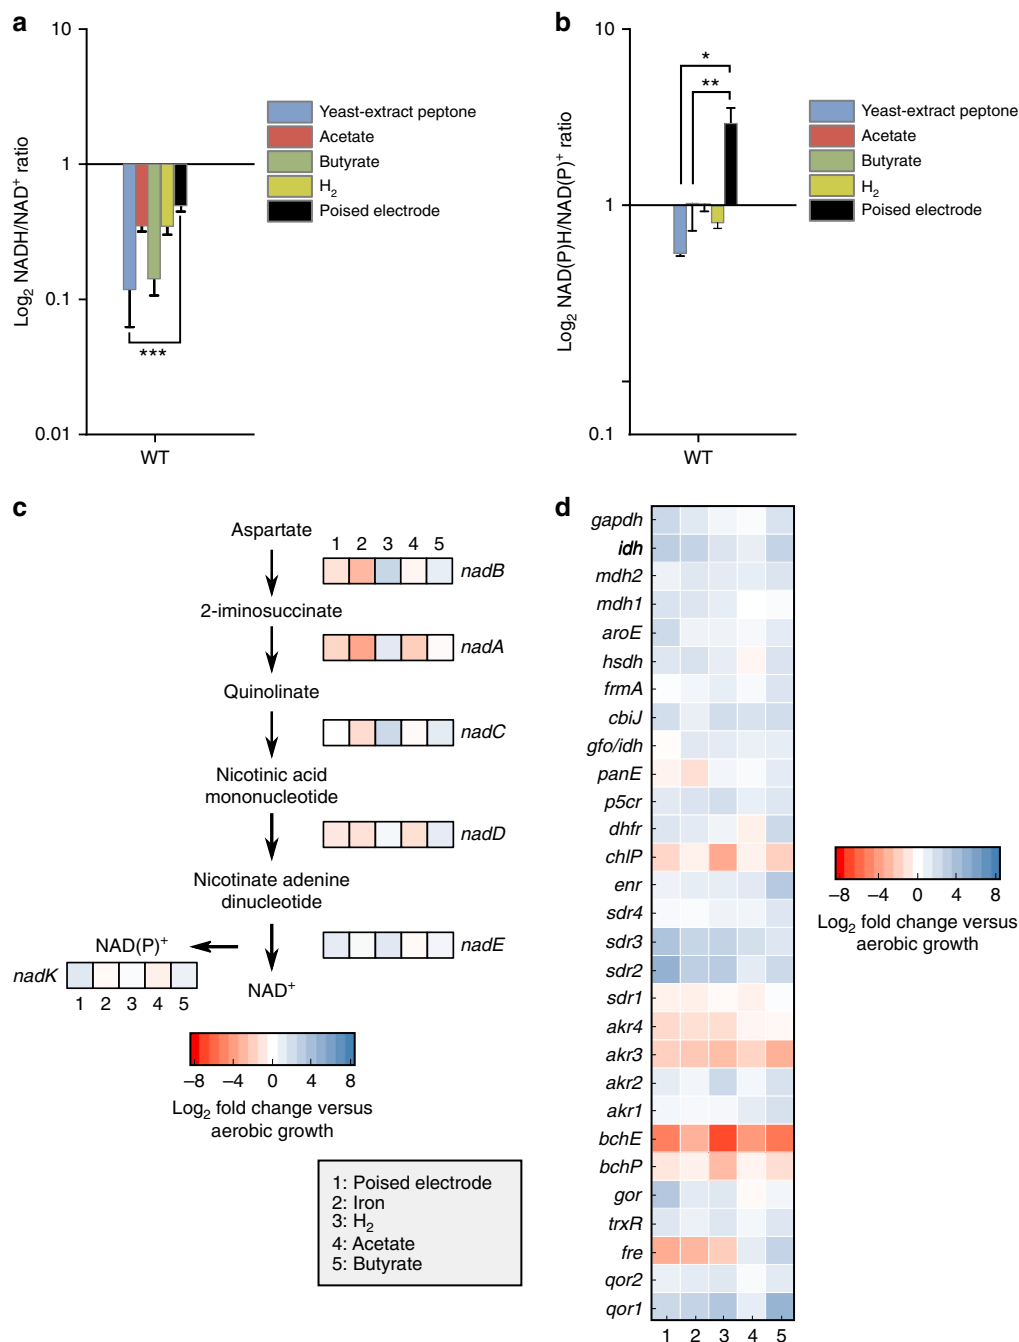 a
10
1
0.1
0.01
Log2 NADH/NAD+ ratio
WT
***
Yeast-extract peptone
Acetate
Butyrate
H2
Poised electrode
b
10
1
0.1
Log2 NAD(P)H/NAD(P)+ ratio
WT
*
**
Yeast-extract peptone
Acetate
Butyrate
H2
Poised electrode
c
Aspartate
1 2 3 4 5
nadB
2-iminosuccinate
nadA
Quinolinate
nadC
Nicotinic acid
mononucleotide
nadD
Nicotinate adenine
dinucleotide
nadE
NAD(P)+
nadK
1 2 3 4 5
NAD+
−8 −4 0 4 8
Log2 fold change versus
aerobic growth
1: Poised electrode
2: Iron
3: H2
4: Acetate
5: Butyrate
d
gapdh
idh
mdh2
mdh1
aroE
hsdh
frmA
cbiJ
gfo/idh
panE
p5cr
dhfr
chlP
enr
sdr4
sdr3
sdr2
sdr1
akr4
akr3
akr2
akr1
bchE
bchP
gor
trxR
fre
qor2
qor1
1 2 3 4 5
−8 −4 0 4 8
Log2 fold change versus
aerobic growth